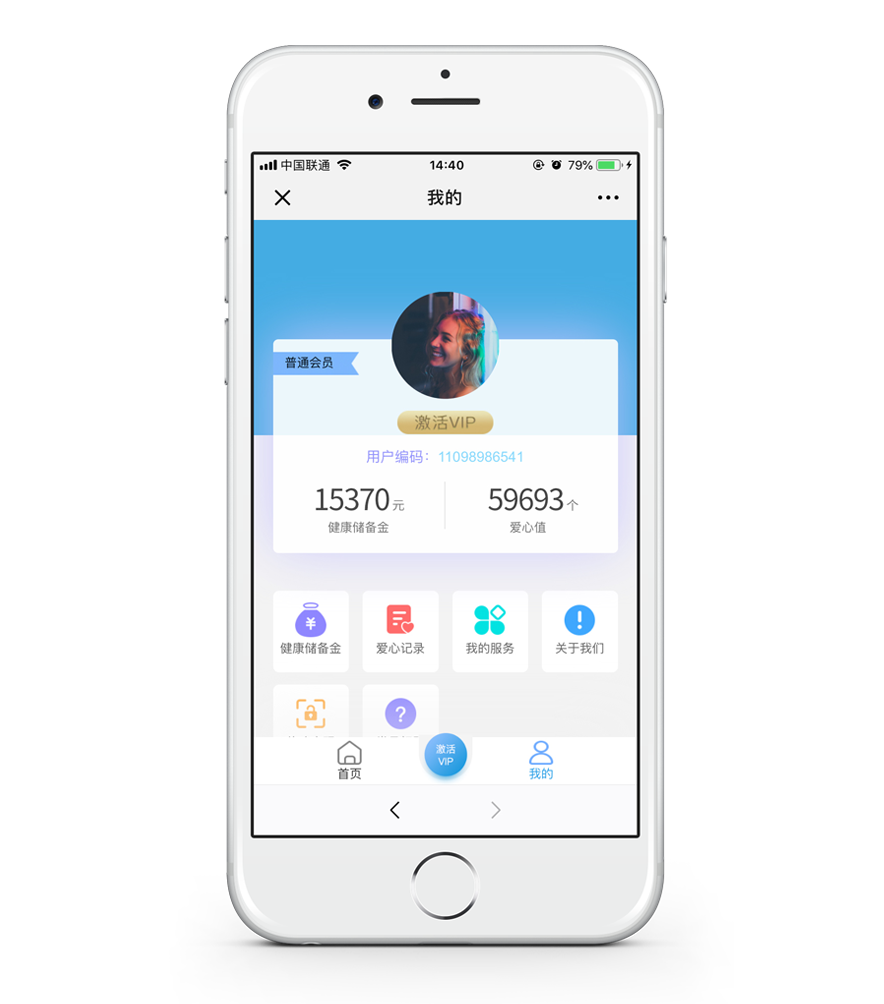 中国联通 14:40 79%
我的
普通会员
激活VIP
用户编码：11098986541
15370元 59693个
健康储备金 爱心值
健康储备金 爱心记录 我的服务 关于我们
激活
VIP
首页 我的